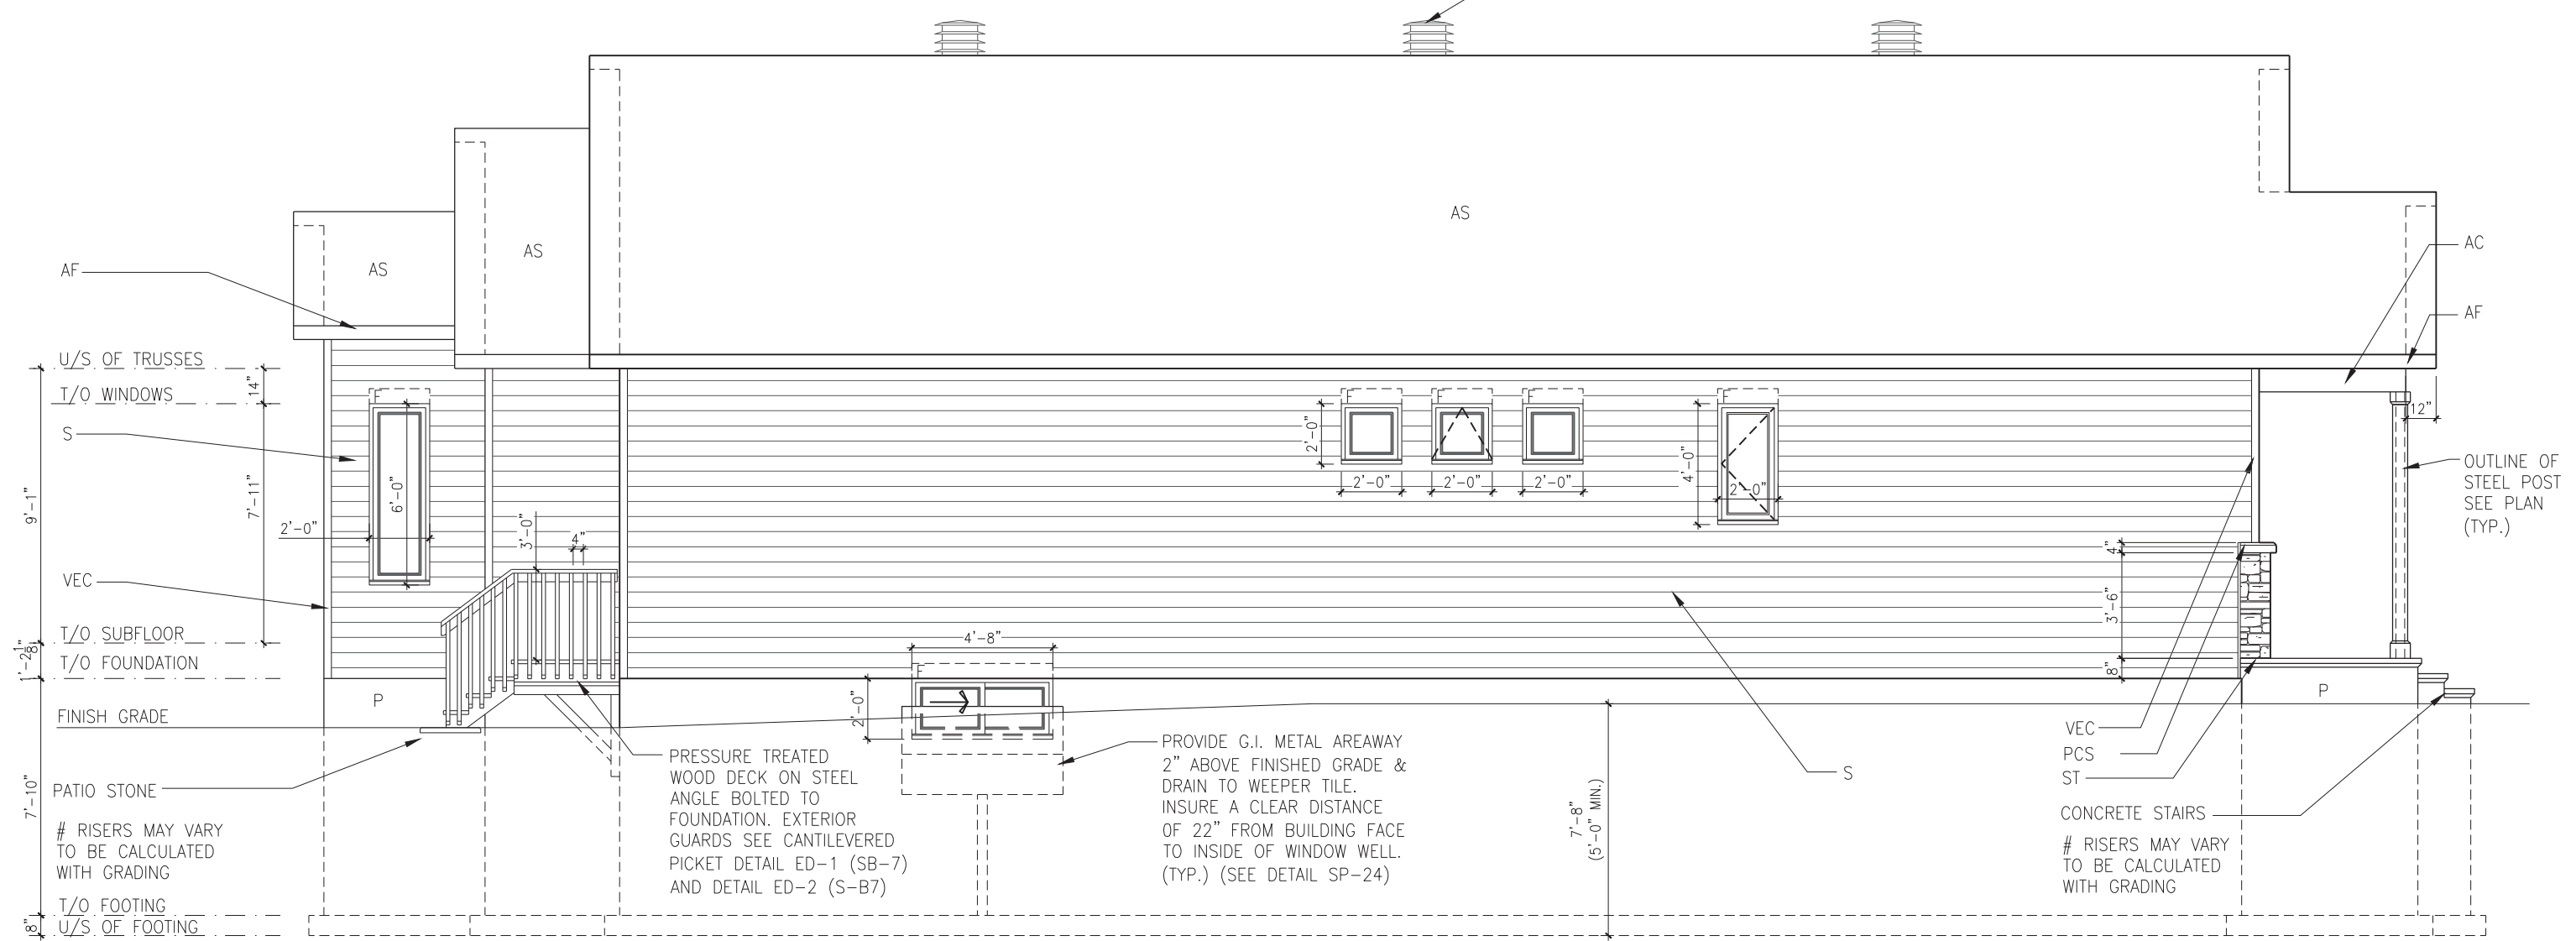 AS
AS
AS
AF
AC
AF
U/S OF TRUSSES
T/O WINDOWS
14"
12"
S
F
F
F
F
F
2'-0"
4'-0"
2'-0"
2'-0"
2'-0"
2'-0"
OUTLINE OF
STEEL POST
SEE PLAN
(TYP.)
9'-1"
7'-11"
6'-0"
2'-0"
3'-0"
4"
VEC
4"
3'-6"
8"
T/O SUBFLOOR
T/O FOUNDATION
1'-2 1/8"
4'-8"
F
2'-0"
P
P
FINISH GRADE
PATIO STONE
# RISERS MAY VARY
TO BE CALCULATED
WITH GRADING
7'-10"
T/O FOOTING
U/S OF FOOTING
8"
PRESSURE TREATED
WOOD DECK ON STEEL
ANGLE BOLTED TO
FOUNDATION. EXTERIOR
GUARDS SEE CANTILEVERED
PICKET DETAIL ED-1 (SB-7)
AND DETAIL ED-2 (S-B7)
PROVIDE G.I. METAL AREAWAY
2" ABOVE FINISHED GRADE &
DRAIN TO WEEPER TILE.
INSURE A CLEAR DISTANCE
OF 22" FROM BUILDING FACE
TO INSIDE OF WINDOW WELL.
(TYP.) (SEE DETAIL SP-24)
7'-8"
(5'-0" MIN.)
S
VEC
PCS
ST
CONCRETE STAIRS
# RISERS MAY VARY
TO BE CALCULATED
WITH GRADING